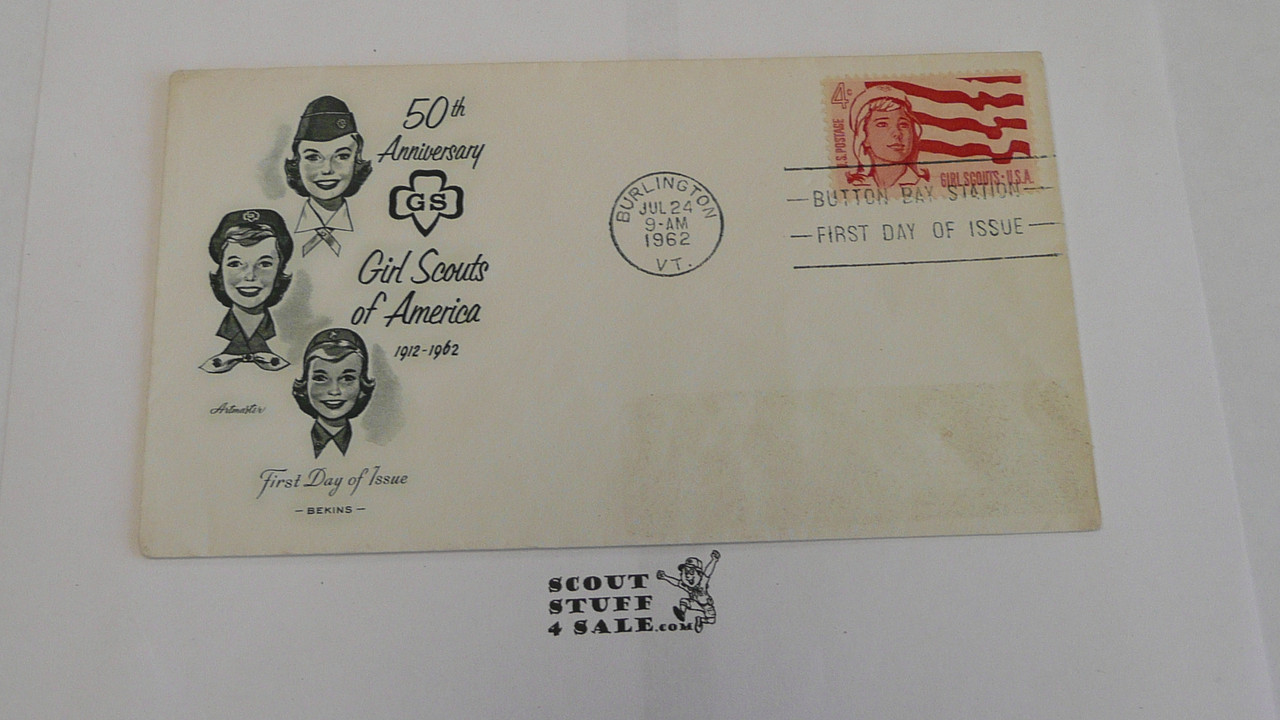 50th
Anniversary
GS
Girl Scouts
of America
1912-1962
Artmaster
First Day of Issue
— BEKINS —
BURLINGTON
JUL 24
9-AM
1962
VT.
4c
U.S. POSTAGE
GIRL SCOUTS - U.S.A.
—BUTTON BAY STATION—
—FIRST DAY OF ISSUE—
SCOUT
STUFF
4 SALE.COM